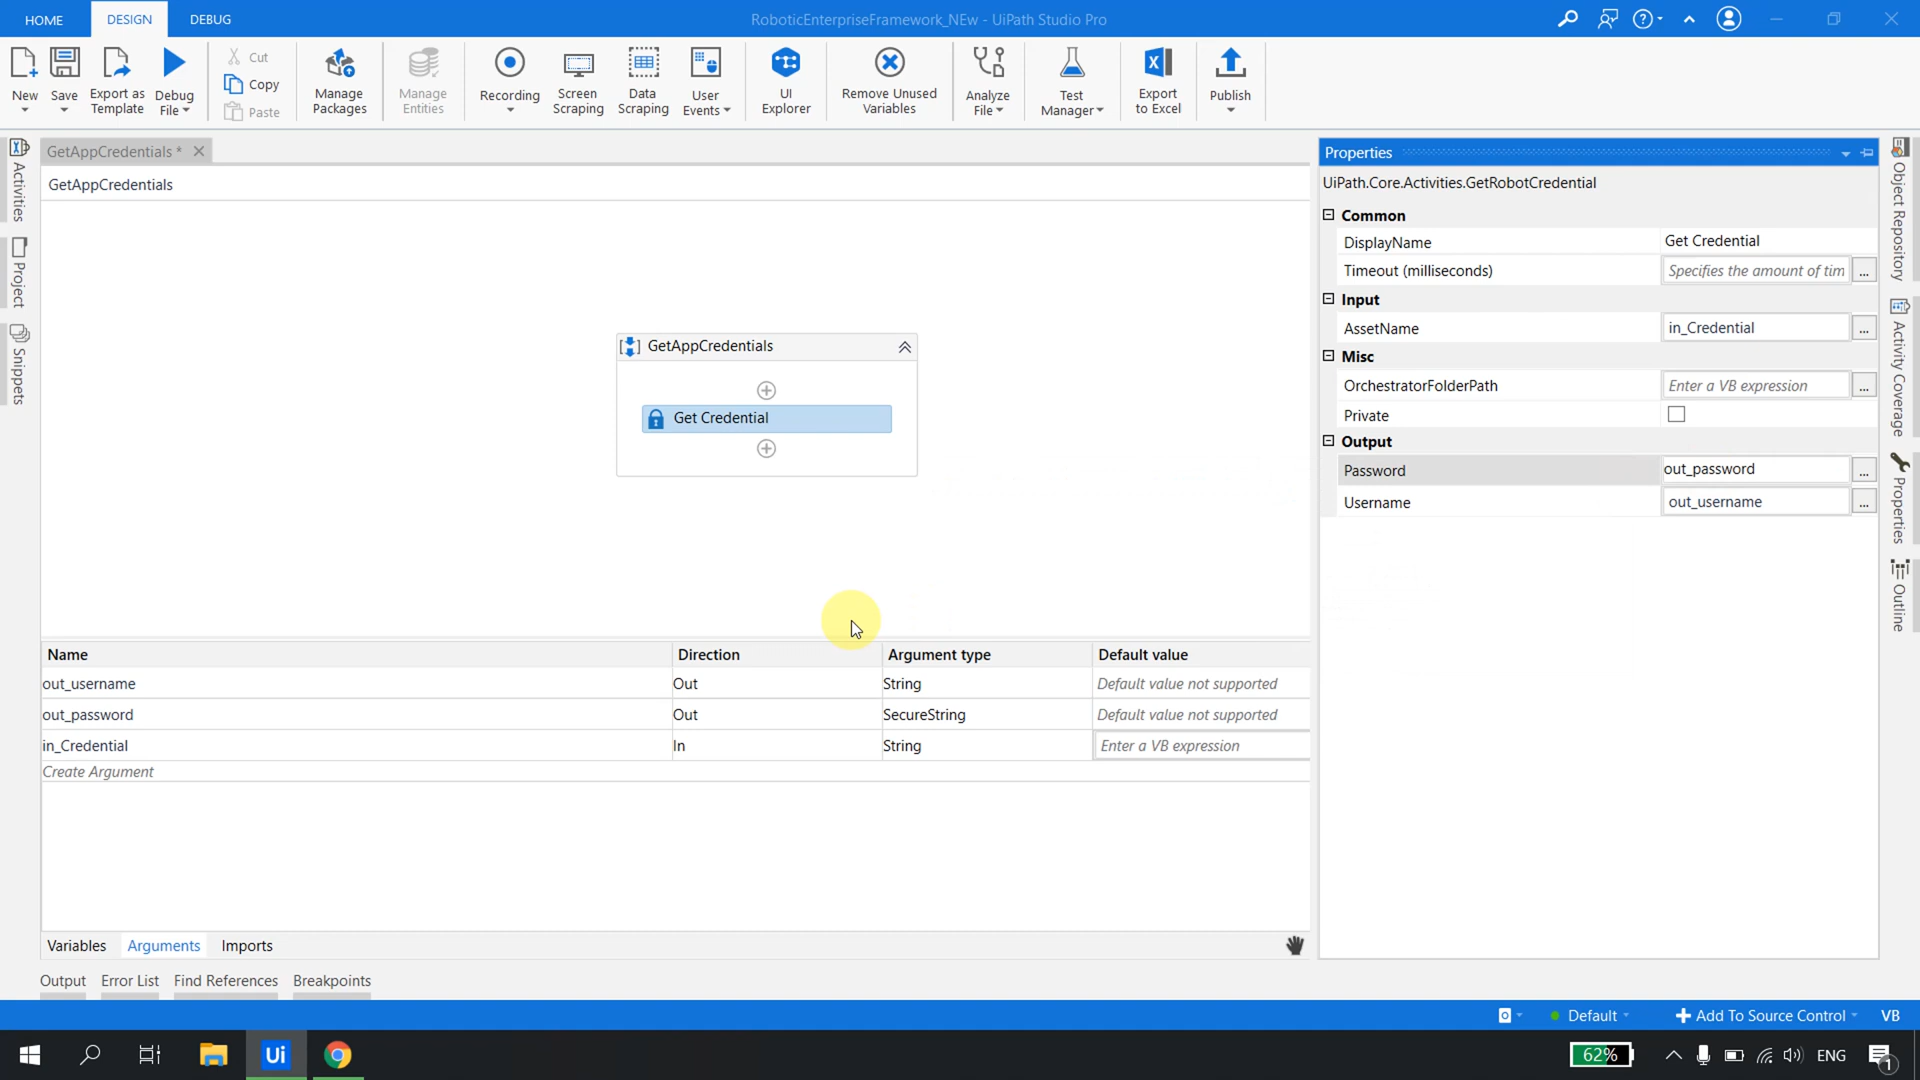 HOME
DESIGN
DEBUG
RoboticEnterpriseFramework_NEw - UiPath Studio Pro
New
Save
Export as
Template
Debug
File
Cut
Copy
Paste
Manage
Packages
Manage
Entities
Recording
Screen
Scraping
Data
Scraping
User
Events
UI
Explorer
Remove Unused
Variables
Analyze
File
Test
Manager
Export
to Excel
Publish
Activities
Project
Snippets
GetAppCredentials *
GetAppCredentials
GetAppCredentials
Get Credential
Name Direction Argument type Default value
out_username Out String Default value not supported
out_password Out SecureString Default value not supported
in_Credential In String Enter a VB expression
Create Argument
Variables Arguments Imports
Output Error List Find References Breakpoints
Properties
UiPath.Core.Activities.GetRobotCredential
Common
DisplayName Get Credential
Timeout (milliseconds) Specifies the amount of tim ...
Input
AssetName in_Credential ...
Misc
OrchestratorFolderPath Enter a VB expression ...
Private
Output
Password out_password ...
Username out_username ...
Object Repository
Activity Coverage
Properties
Outline
Default
Add To Source Control
VB
Ui
62%
ENG
1